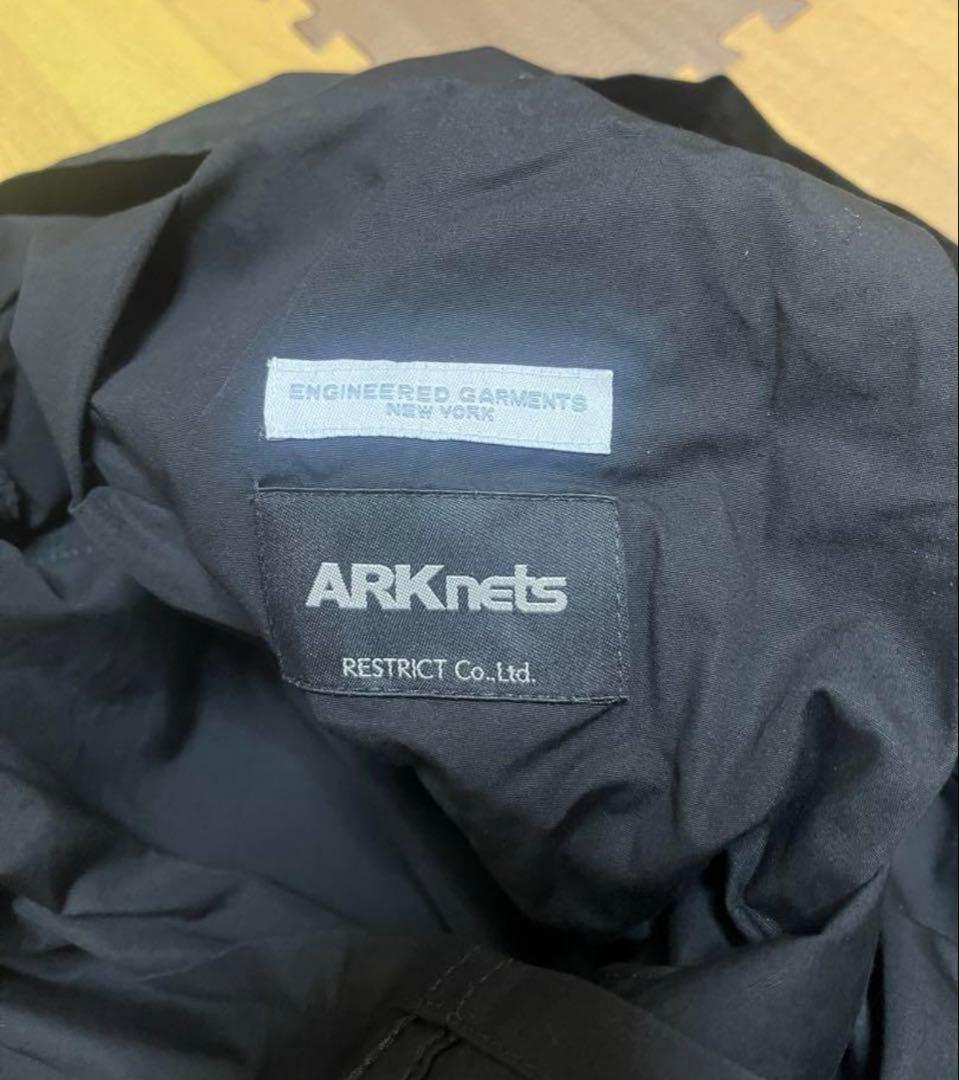 ENGINEERED GARMENTS
NEW YORK
ARKnets
RESTRICT Co.,Ltd.